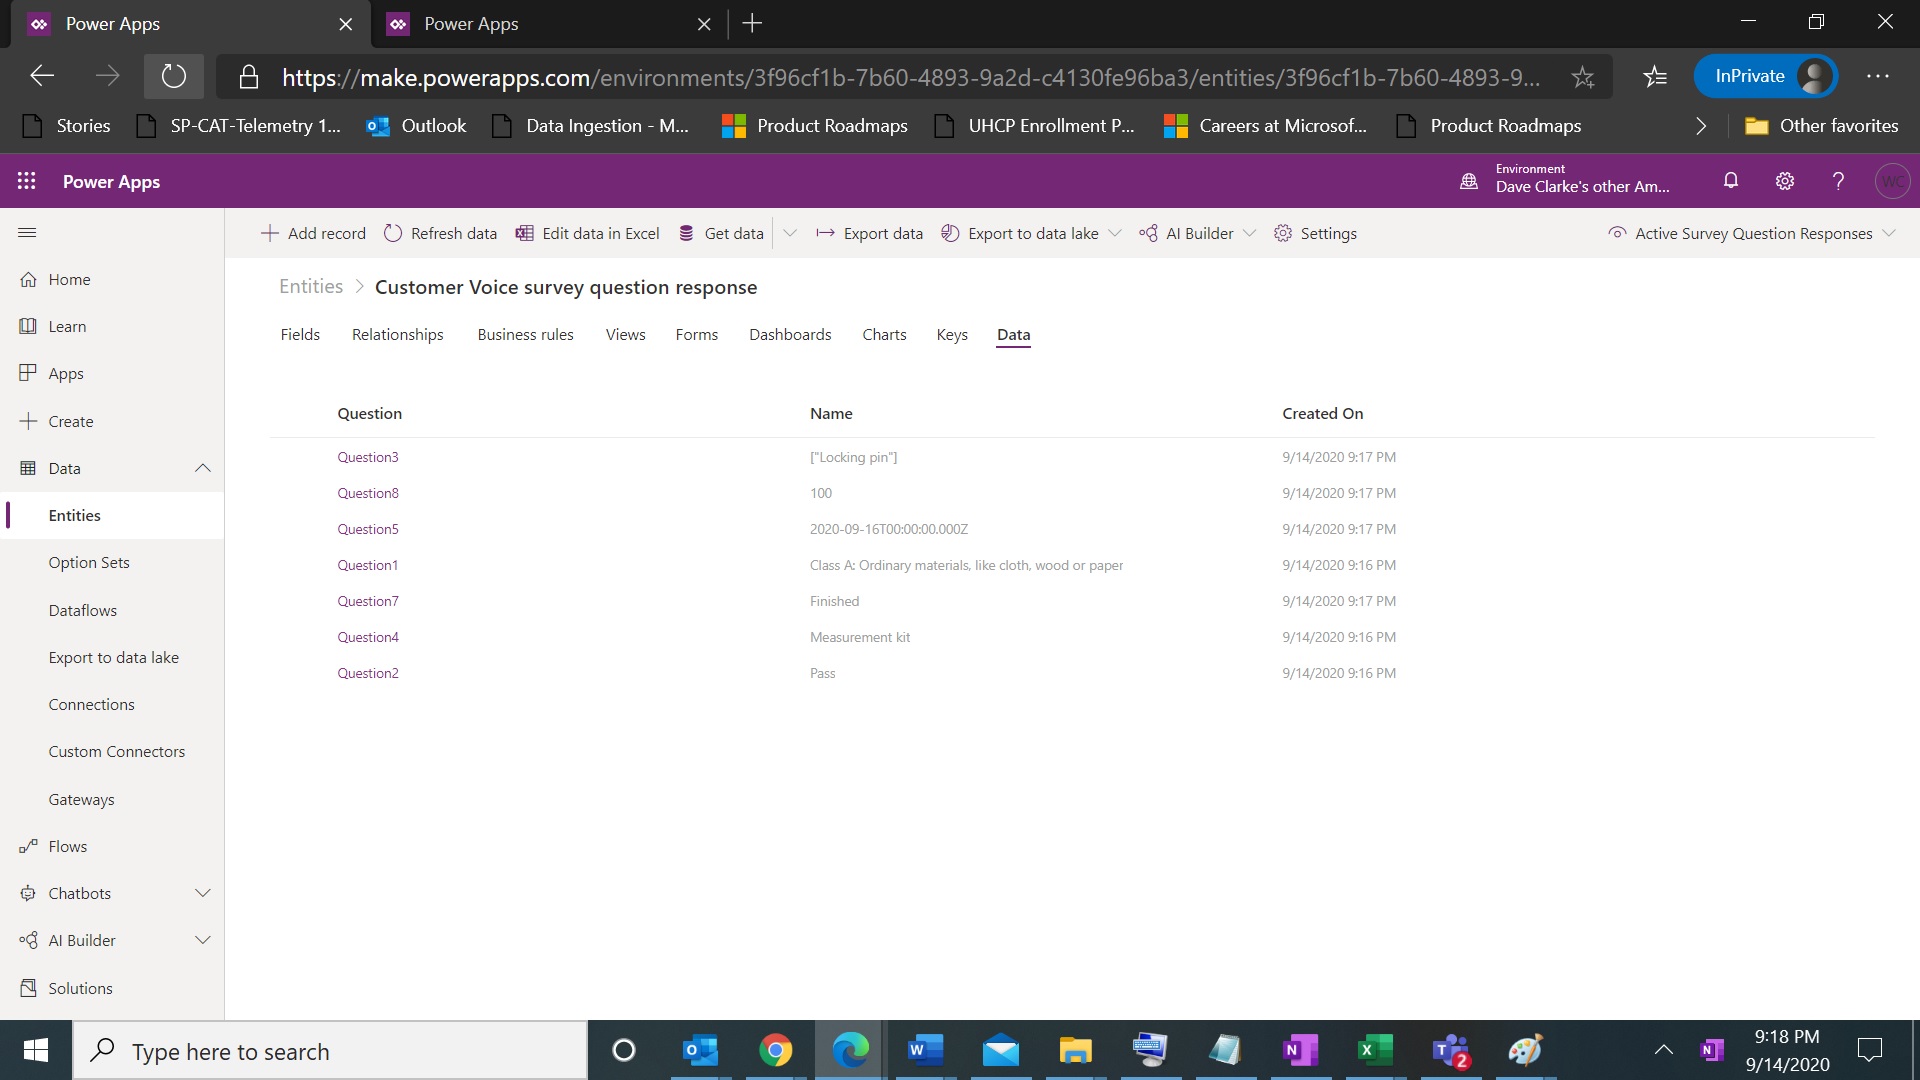 Power Apps
Power Apps
https://make.powerapps.com/environments/3f96cf1b-7b60-4893-9a2d-c4130fe96ba3/entities/3f96cf1b-7b60-4893-9...
InPrivate
Stories
SP-CAT-Telemetry 1...
Outlook
Data Ingestion - M...
Product Roadmaps
UHCP Enrollment P...
Careers at Microsof...
Product Roadmaps
Other favorites
Power Apps
Environment
Dave Clarke's other Am...
WC
Add record
Refresh data
Edit data in Excel
Get data
Export data
Export to data lake
AI Builder
Settings
Active Survey Question Responses
Home
Learn
Apps
Create
Data
Entities
Option Sets
Dataflows
Export to data lake
Connections
Custom Connectors
Gateways
Flows
Chatbots
AI Builder
Solutions
Entities > Customer Voice survey question response
Fields Relationships Business rules Views Forms Dashboards Charts Keys Data
Question Name Created On
Question3 ["Locking pin"] 9/14/2020 9:17 PM
Question8 100 9/14/2020 9:17 PM
Question5 2020-09-16T00:00:00.000Z 9/14/2020 9:17 PM
Question1 Class A: Ordinary materials, like cloth, wood or paper 9/14/2020 9:16 PM
Question7 Finished 9/14/2020 9:17 PM
Question4 Measurement kit 9/14/2020 9:16 PM
Question2 Pass 9/14/2020 9:16 PM
Type here to search
2
9:18 PM
9/14/2020